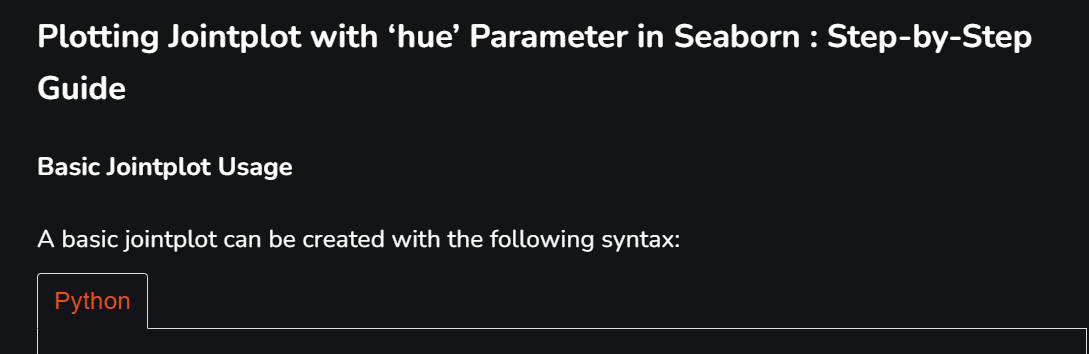 Plotting Jointplot with ‘hue’ Parameter in Seaborn : Step-by-Step
Guide
Basic Jointplot Usage
A basic jointplot can be created with the following syntax:
Python